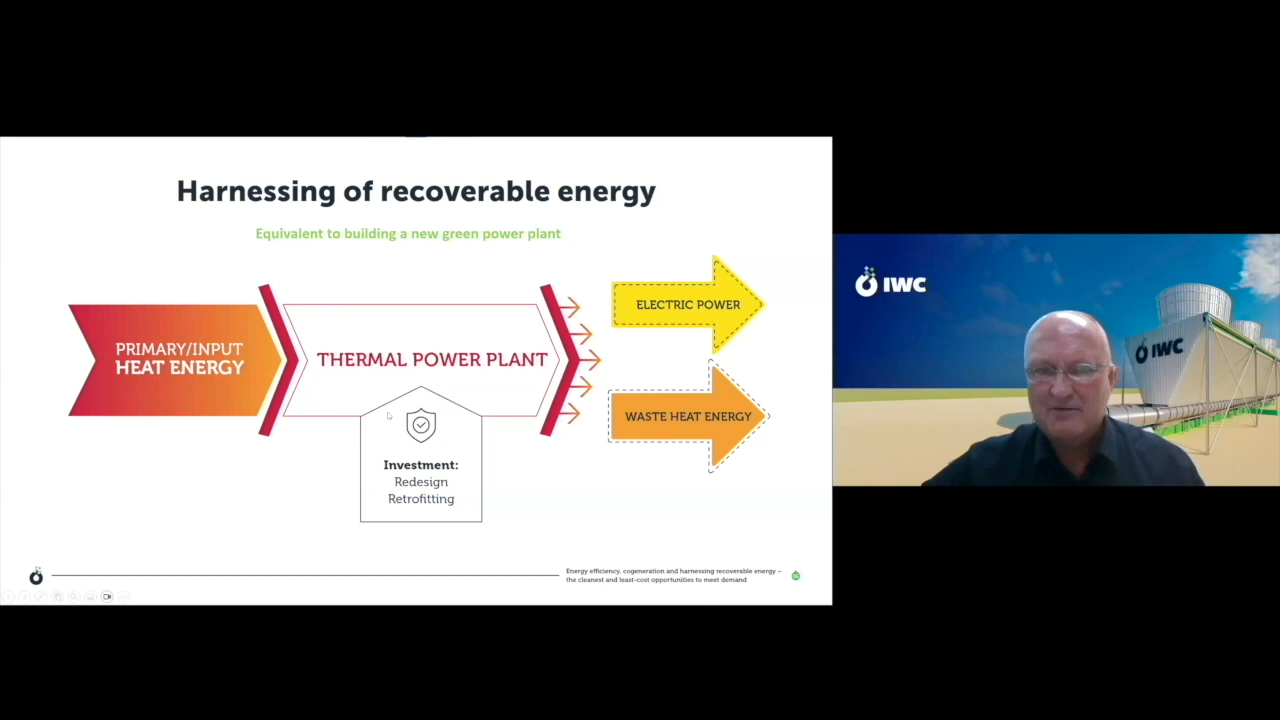 Harnessing of recoverable energy
Equivalent to building a new green power plant
PRIMARY/INPUT
HEAT ENERGY
THERMAL POWER PLANT
ELECTRIC POWER
WASTE HEAT ENERGY
Investment:
Redesign
Retrofitting
Energy efficiency, cogeneration and harnessing recoverable energy –
the cleanest and least-cost opportunities to meet demand
IWC
IWC